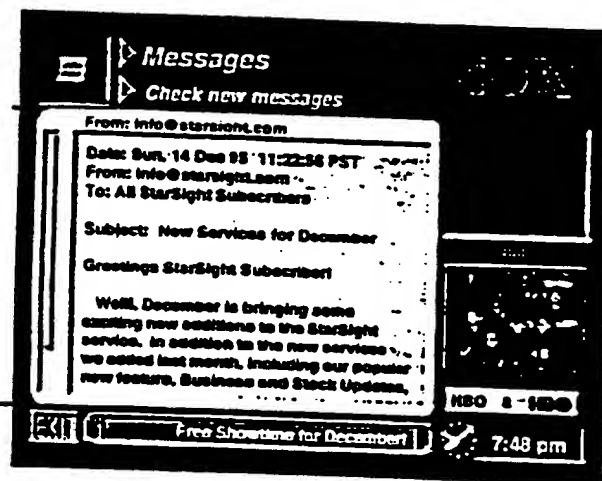 Messages
Check new messages
From: info@starsight.com
Date: Sun, 14 Dec 95 11:22:56 PST
From: info@starsight.com
To: All StarSight Subscribers
Subject: New Services for December
Greetings StarSight Subscriber!
Well, December is bringing some
exciting new additions to the StarSight
service. In addition to the new services
we added last month, including our popular
new feature, Business and Stock Updates,
HBO 8
EXIT
Free Showtime for December!
7:48 pm